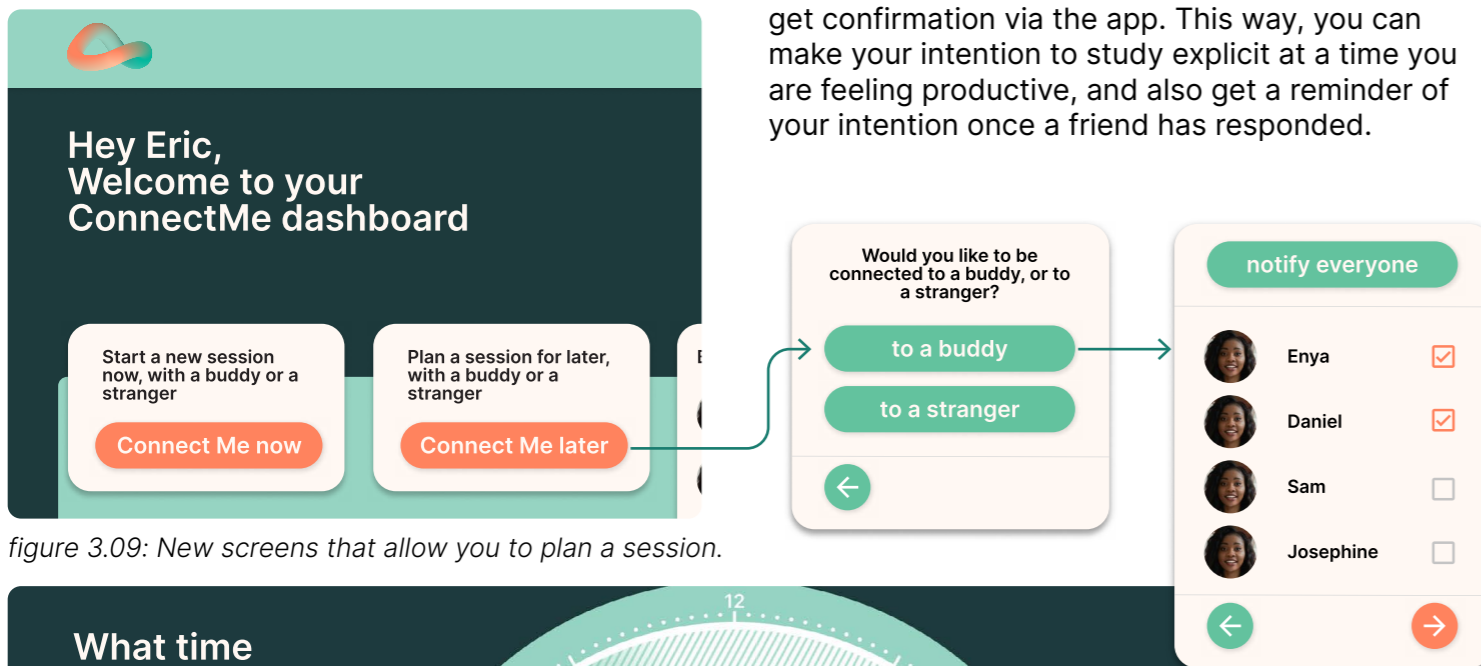 get confirmation via the app. This way, you can
make your intention to study explicit at a time you
are feeling productive, and also get a reminder of
your intention once a friend has responded.
Hey Eric,
Welcome to your
ConnectMe dashboard
Start a new session
now, with a buddy or a
stranger
Connect Me now
Plan a session for later,
with a buddy or a
stranger
Connect Me later
Would you like to be
connected to a buddy, or to
a stranger?
to a buddy
to a stranger
notify everyone
Enya
Daniel
Sam
Josephine
figure 3.09: New screens that allow you to plan a session.
What time
12